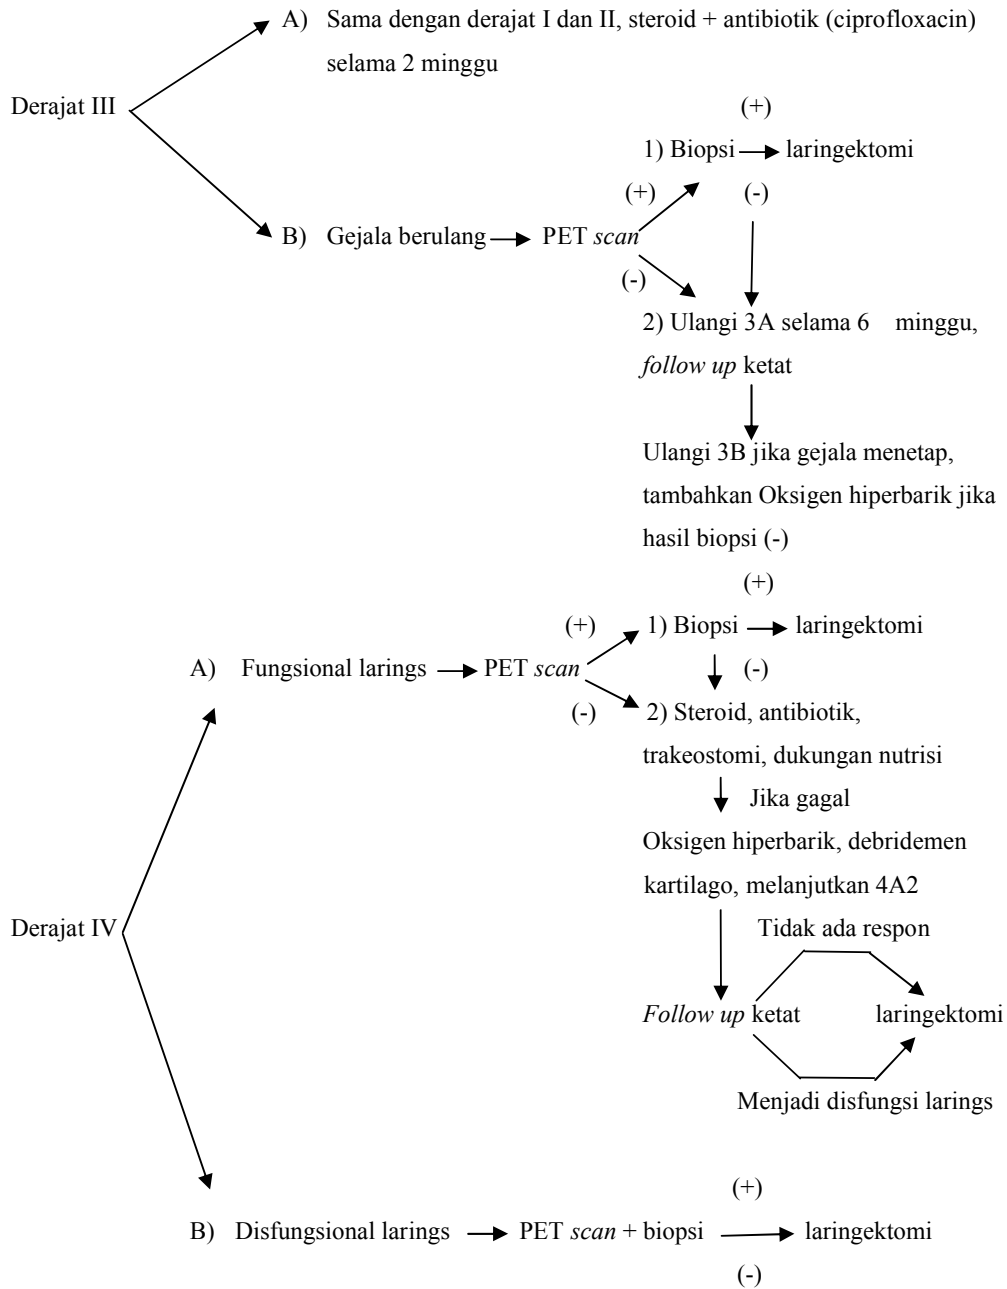 A) Sama dengan derajat I dan II, steroid + antibiotik (ciprofloxacin)
selama 2 minggu
Derajat III
(+)
1) Biopsi laringektomi
(+) (-)
B) Gejala berulang PET scan
(-)
2) Ulangi 3A selama 6 minggu,
follow up ketat
Ulangi 3B jika gejala menetap,
tambahkan Oksigen hiperbarik jika
hasil biopsi (-)
(+)
(+) 1) Biopsi laringektomi
A) Fungsional larings PET scan (-)
(-) 2) Steroid, antibiotik,
trakeostomi, dukungan nutrisi
Jika gagal
Oksigen hiperbarik, debridemen
kartilago, melanjutkan 4A2
Derajat IV Tidak ada respon
Follow up ketat laringektomi
Menjadi disfungsi larings
(+)
B) Disfungsional larings PET scan + biopsi laringektomi
(-)